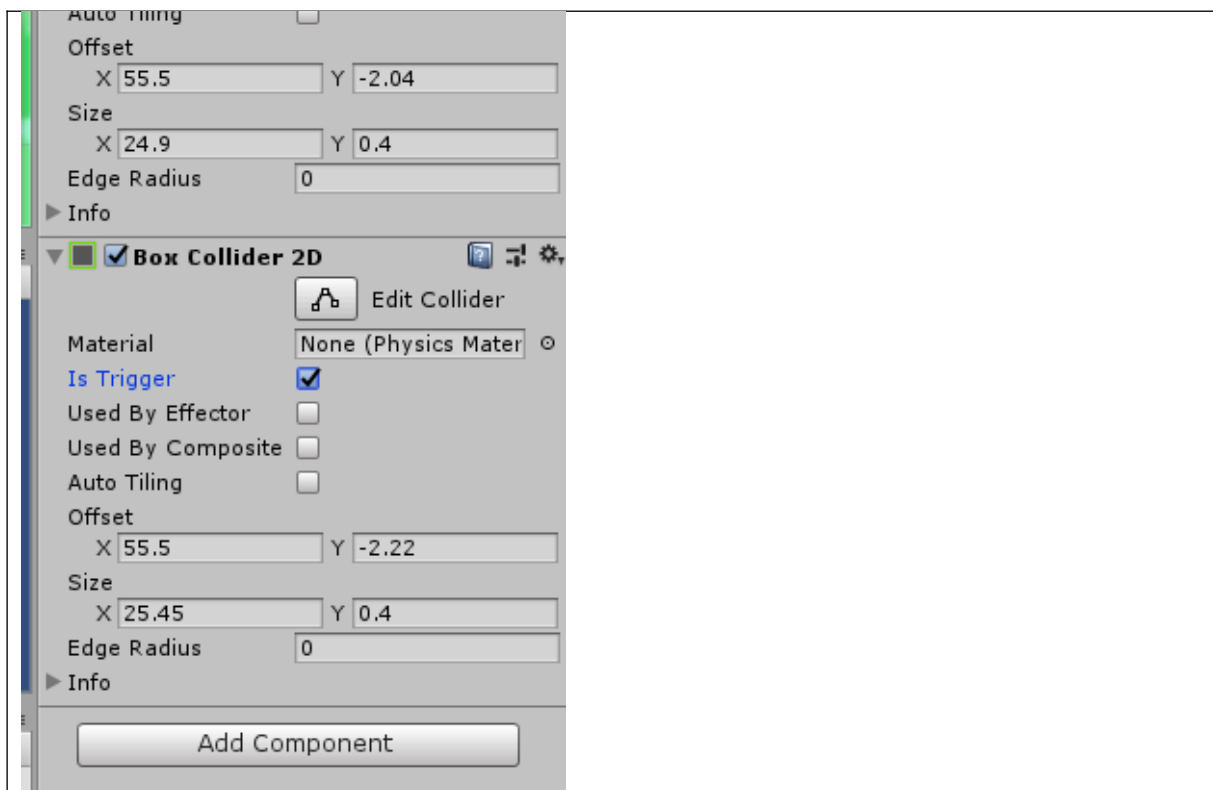 Auto Tiling
Offset
X 55.5 Y -2.04
Size
X 24.9 Y 0.4
Edge Radius 0
Info
Box Collider 2D
Edit Collider
Material None (Physics Mater
Is Trigger
Used By Effector
Used By Composite
Auto Tiling
Offset
X 55.5 Y -2.22
Size
X 25.45 Y 0.4
Edge Radius 0
Info
Add Component